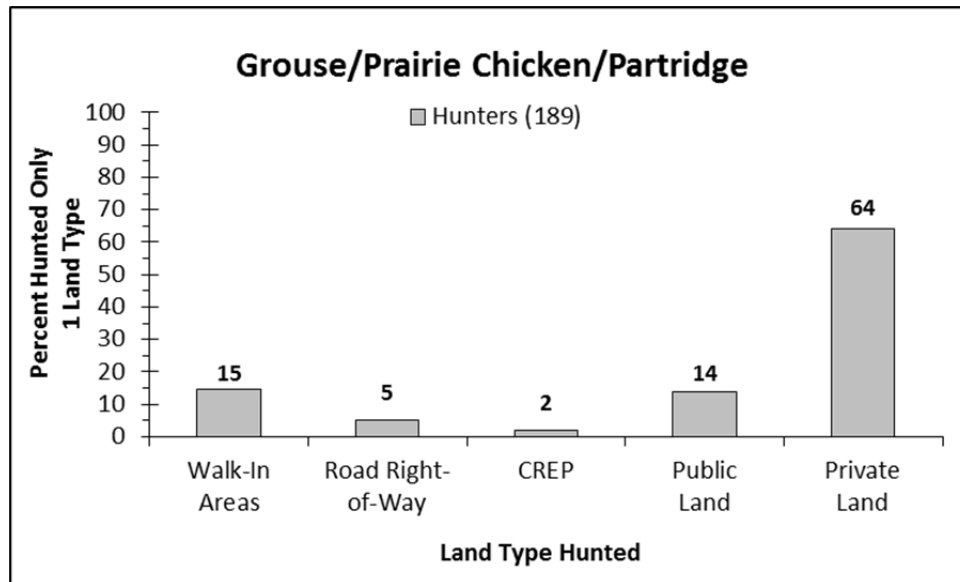 Grouse/Prairie Chicken/Partridge
Hunters (189)
Percent Hunted Only
1 Land Type
100
90
80
70
60
50
40
30
20
10
0
15
5
2
14
64
Walk-In
Areas
Road Right-
of-Way
CREP
Public
Land
Private
Land
Land Type Hunted